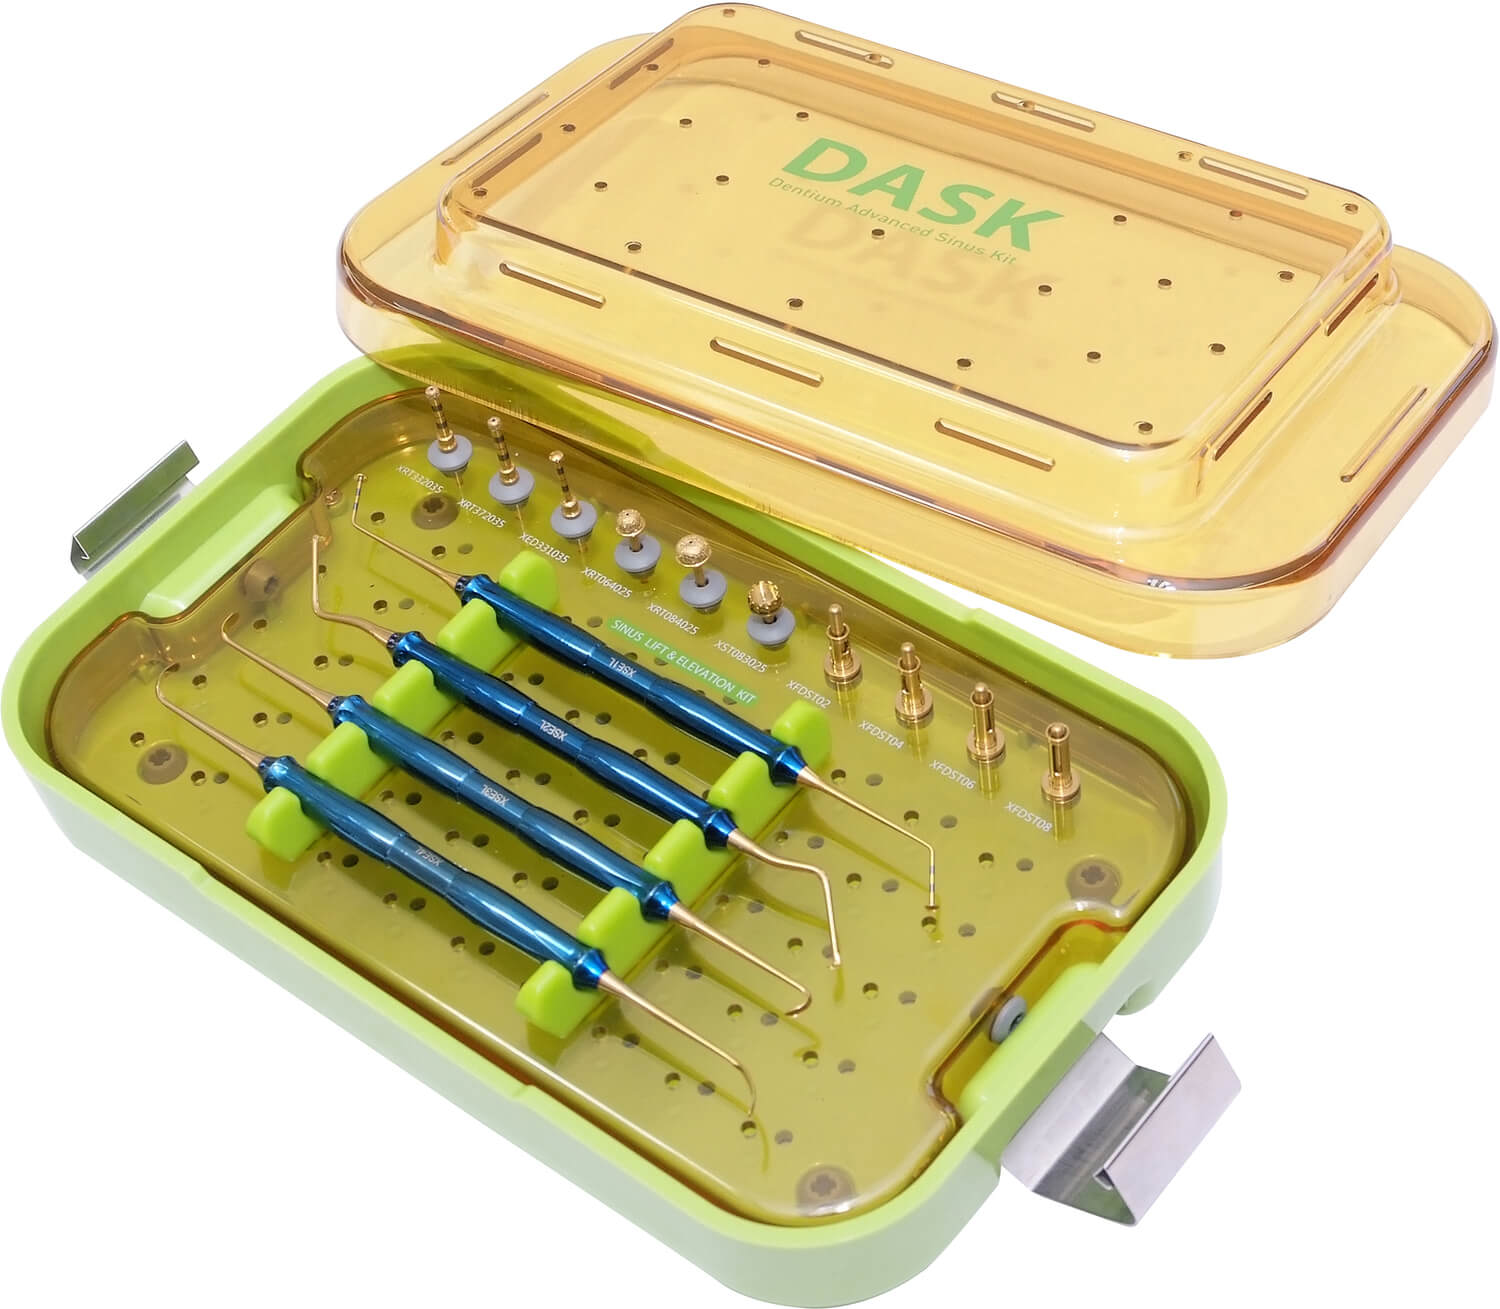 DASK
Dentium Advanced Sinus Kit
XRT332035
XRT372035
XED331035
XRT064025
XRT084025
XST083025
XFDST02
XFDST04
XFDST06
XFDST08
SINUS LIFT & ELEVATION KIT
XSE1L
XSE2L
XSE3L